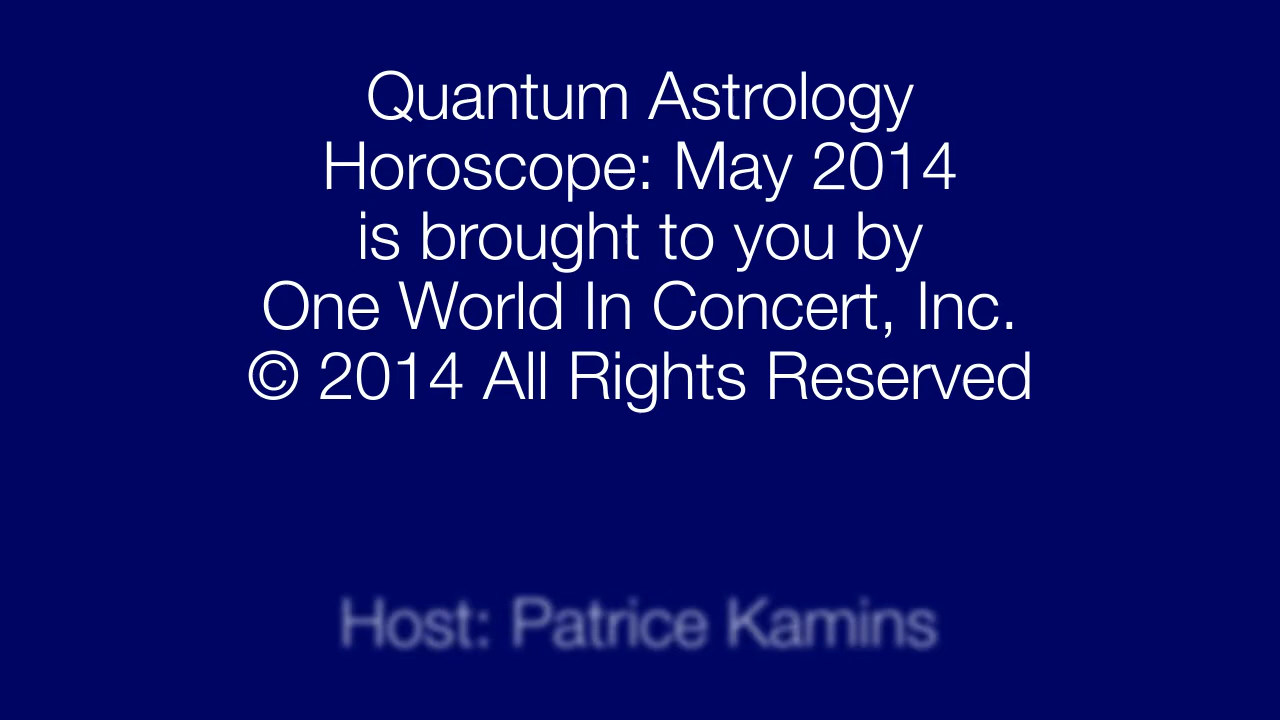 Quantum Astrology
Horoscope: May 2014
is brought to you by
One World In Concert, Inc.
© 2014 All Rights Reserved
Host: Patrice Kamins